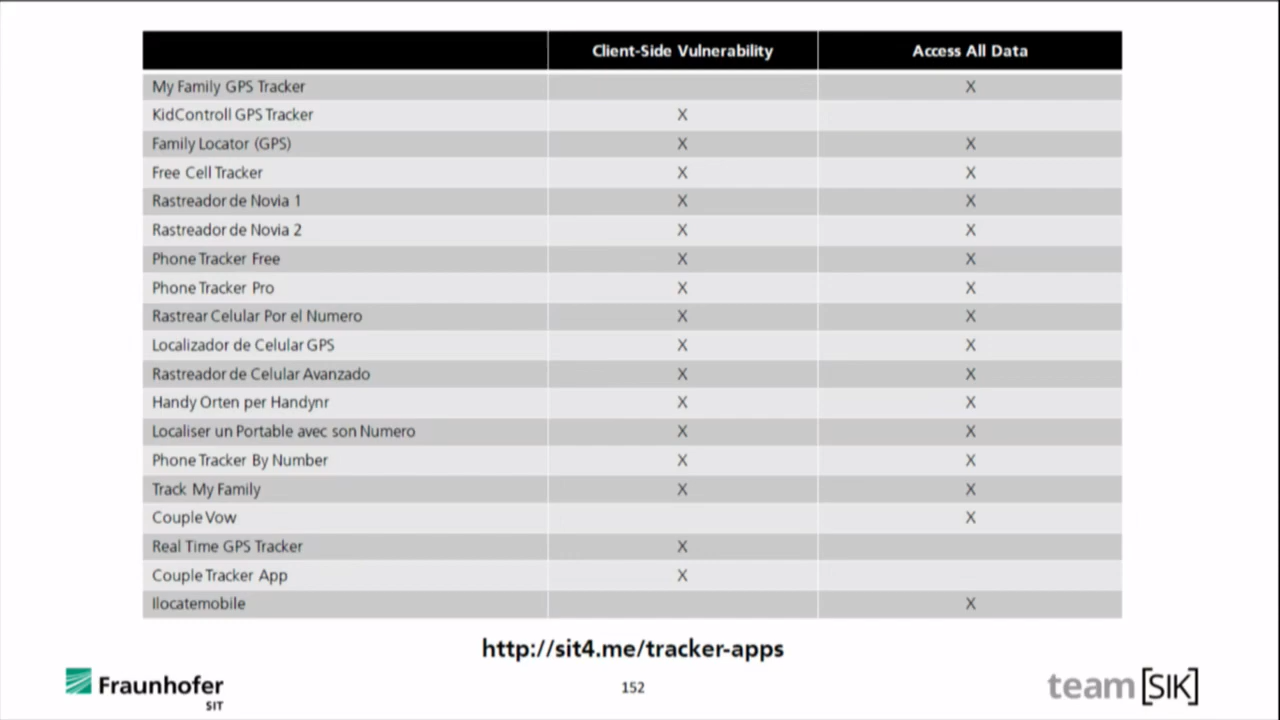 Client-Side Vulnerability Access All Data
My Family GPS Tracker X
KidControll GPS Tracker X
Family Locator (GPS) X X
Free Cell Tracker X X
Rastreador de Novia 1 X X
Rastreador de Novia 2 X X
Phone Tracker Free X X
Phone Tracker Pro X X
Rastrear Celular Por el Numero X X
Localizador de Celular GPS X X
Rastreador de Celular Avanzado X X
Handy Orten per Handynr X X
Localiser un Portable avec son Numero X X
Phone Tracker By Number X X
Track My Family X X
Couple Vow X
Real Time GPS Tracker X
Couple Tracker App X
Ilocatemobile X
http://sit4.me/tracker-apps
Fraunhofer
SIT
152
team[SIK]